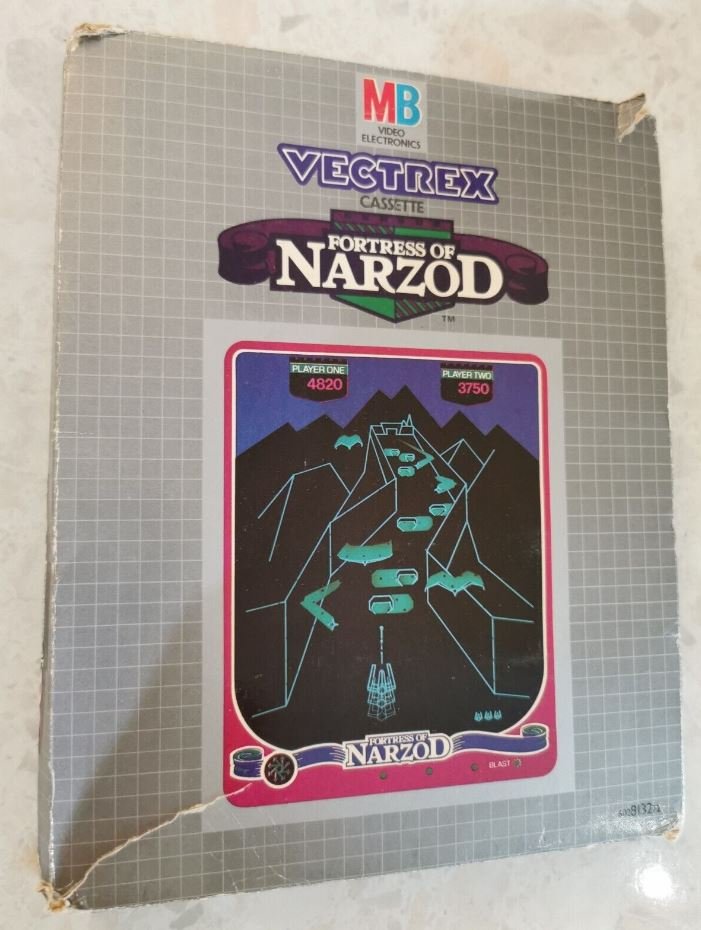 MB
VIDEO
ELECTRONICS
VECTREX
CASSETTE
FORTRESS OF
NARZOD
TM
PLAYER ONE
4820
PLAYER TWO
3750
FORTRESS OF
NARZOD
BLAST